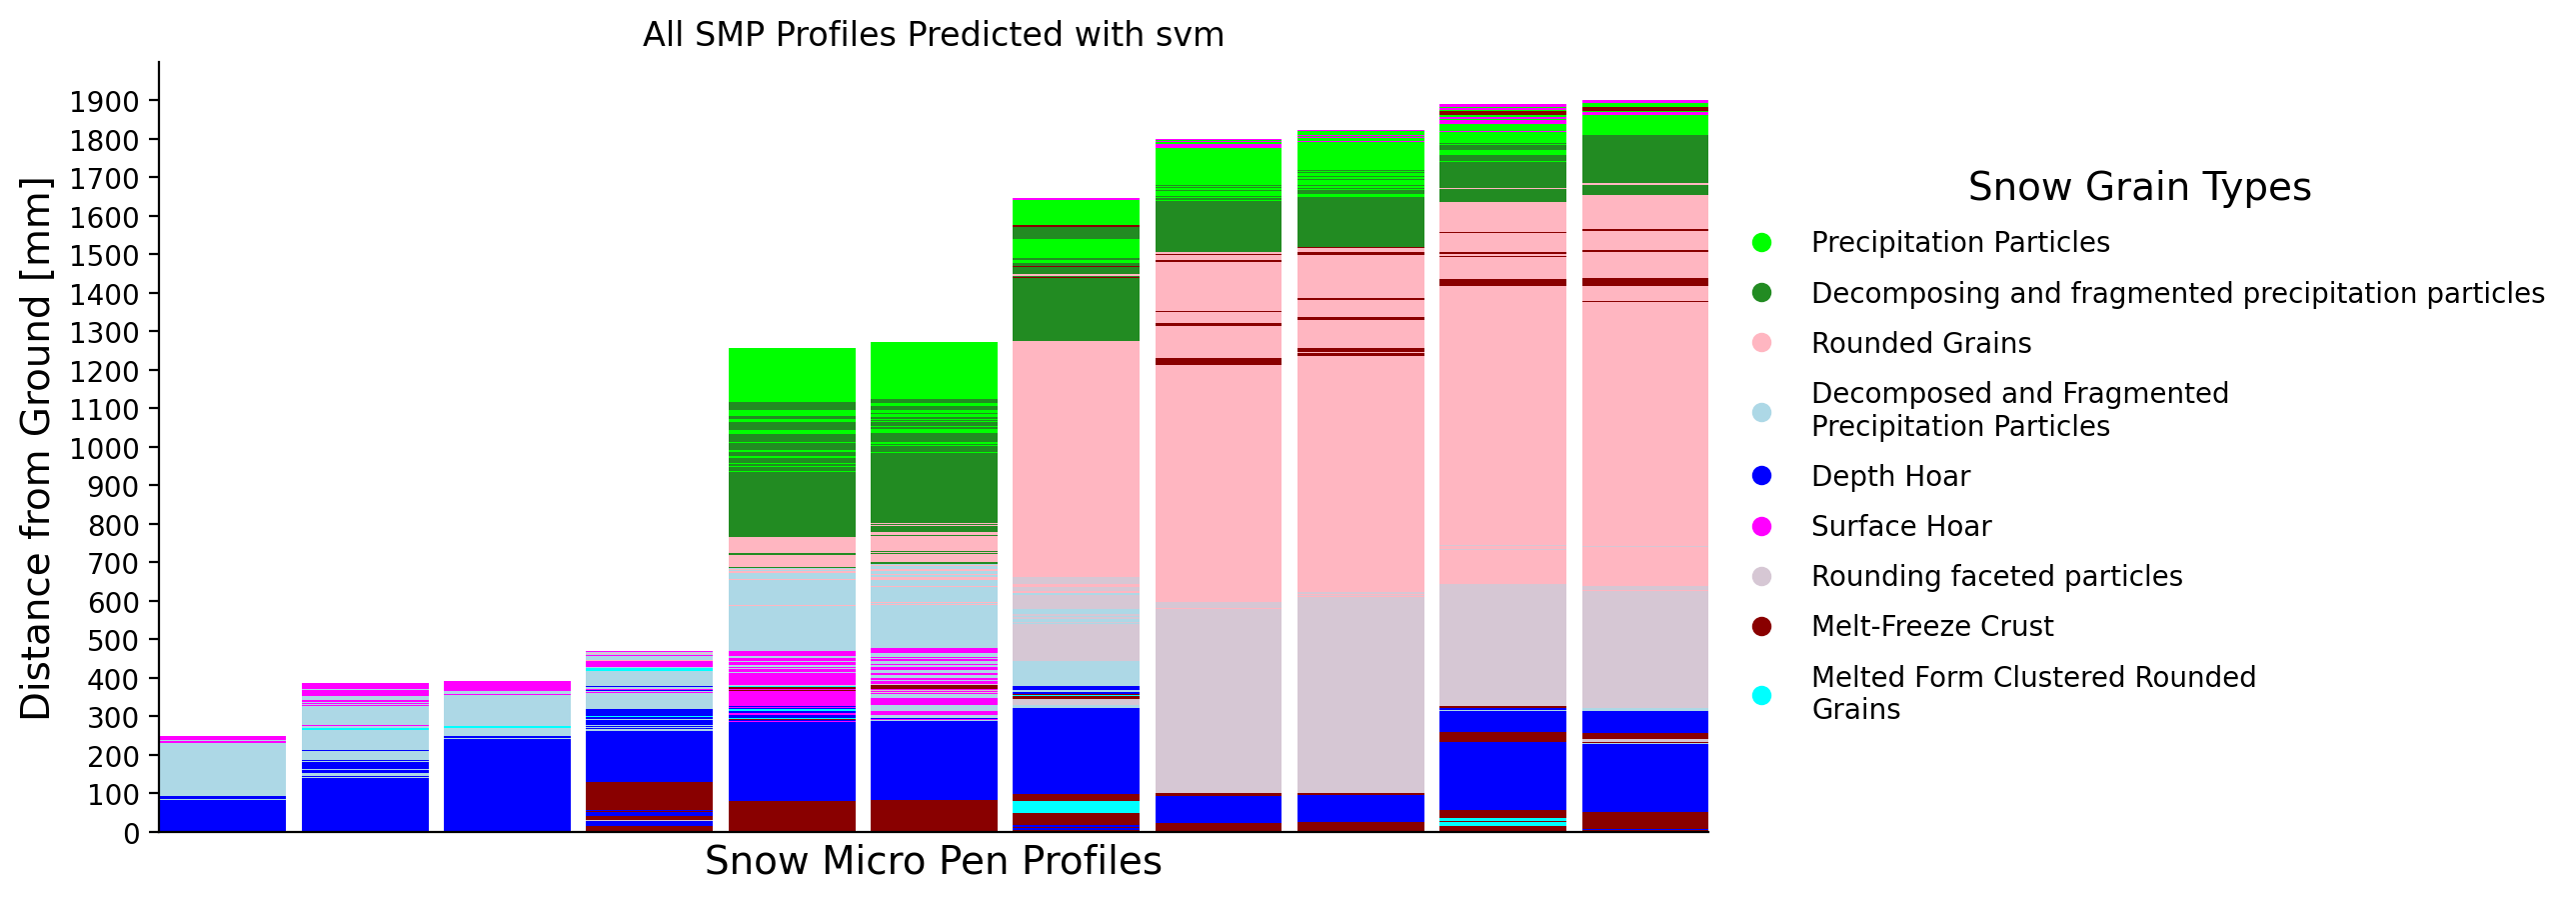 All SMP Profiles Predicted with svm
Distance from Ground [mm]
1900
1800
1700
1600
1500
1400
1300
1200
1100
1000
900
800
700
600
500
400
300
200
100
0
Snow Micro Pen Profiles
Snow Grain Types
Precipitation Particles
Decomposing and fragmented precipitation particles
Rounded Grains
Decomposed and Fragmented
Precipitation Particles
Depth Hoar
Surface Hoar
Rounding faceted particles
Melt-Freeze Crust
Melted Form Clustered Rounded
Grains